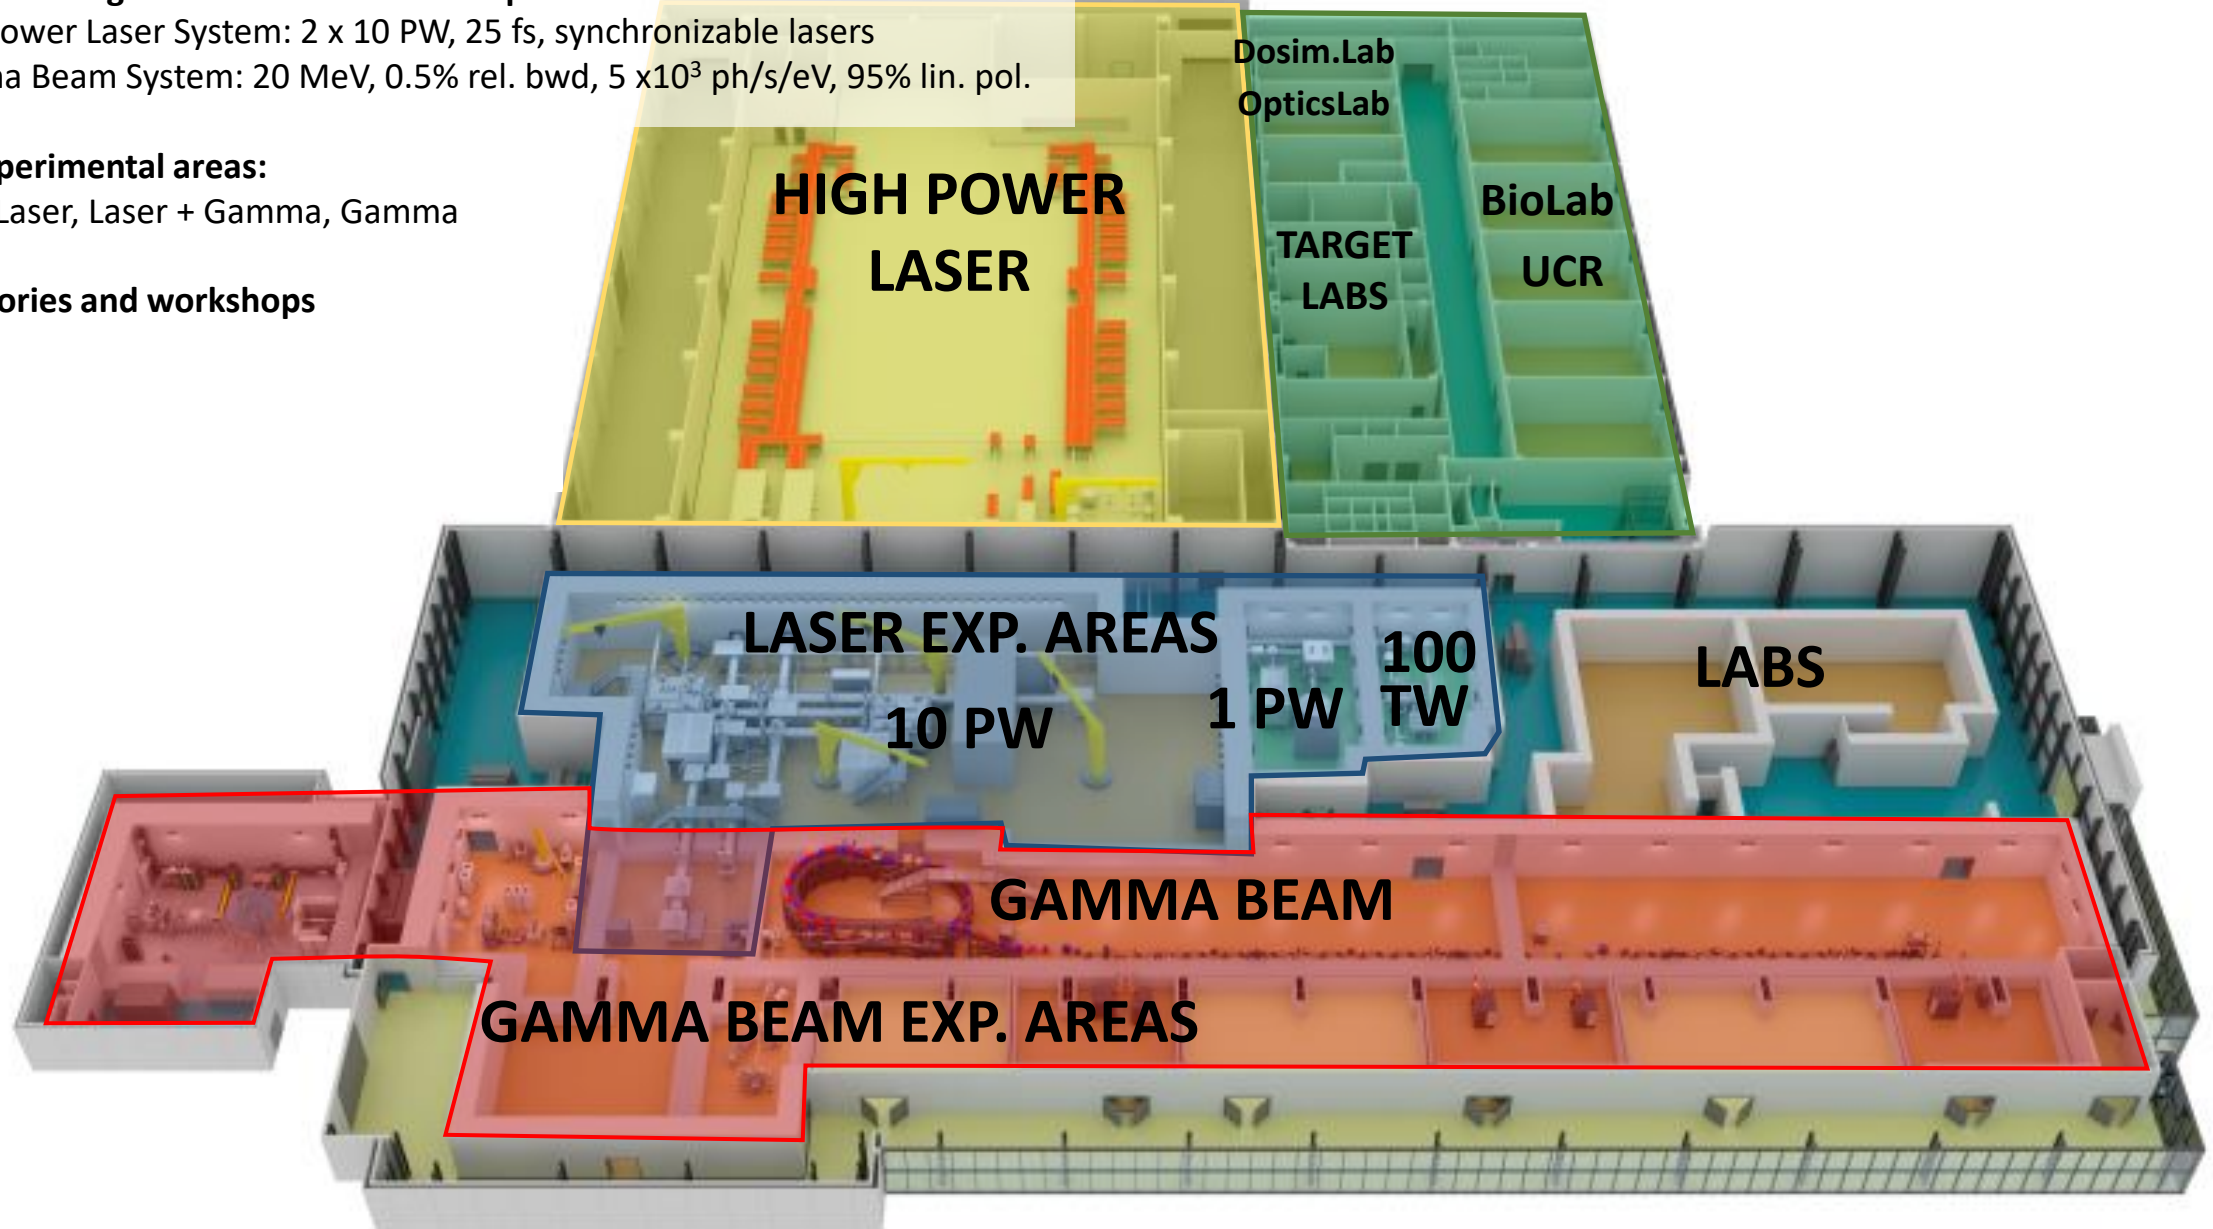 ower Laser System: 2 x 10 PW, 25 fs, synchronizable lasers
a Beam System: 20 MeV, 0.5% rel. bwd, 5 x10³ ph/s/eV, 95% lin. pol.
perimental areas:
Laser, Laser + Gamma, Gamma
ories and workshops
Dosim.Lab
OpticsLab
HIGH POWER
LASER
TARGET
LABS
BioLab
UCR
LASER EXP. AREAS
10 PW
1 PW
100
TW
LABS
GAMMA BEAM
GAMMA BEAM EXP. AREAS